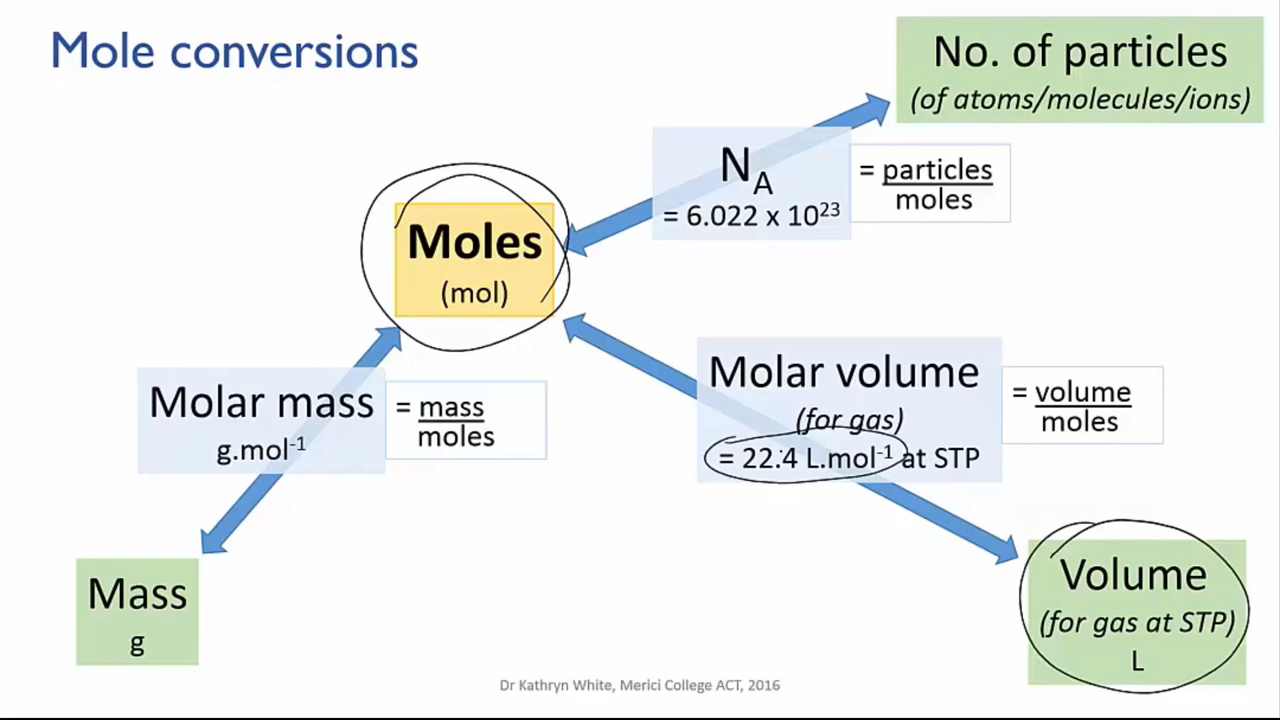 Mole conversions
No. of particles
(of atoms/molecules/ions)
N_A
= 6.022 x 10²³
= particles
moles
Moles
(mol)
Molar volume
(for gas)
= 22.4 L.mol⁻¹ at STP
= volume
moles
Molar mass
g.mol⁻¹
= mass
moles
Mass
g
Volume
(for gas at STP)
L
Dr Kathryn White, Merici College ACT, 2016